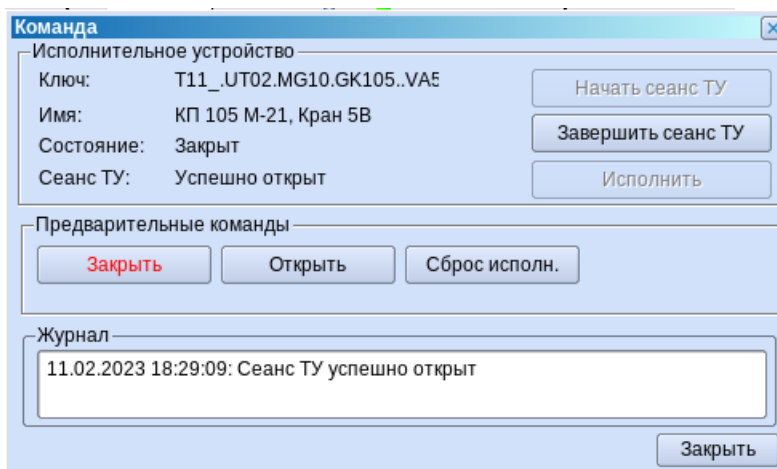 Команда
Исполнительное устройство
Ключ: T11_.UT02.MG10.GK105..VA5
Начать сеанс ТУ
Имя: КП 105 М-21, Кран 5В
Завершить сеанс ТУ
Состояние: Закрыт
Сеанс ТУ: Успешно открыт
Исполнить
Предварительные команды
Закрыть Открыть Сброс исполн.
Журнал
11.02.2023 18:29:09: Сеанс ТУ успешно открыт
Закрыть